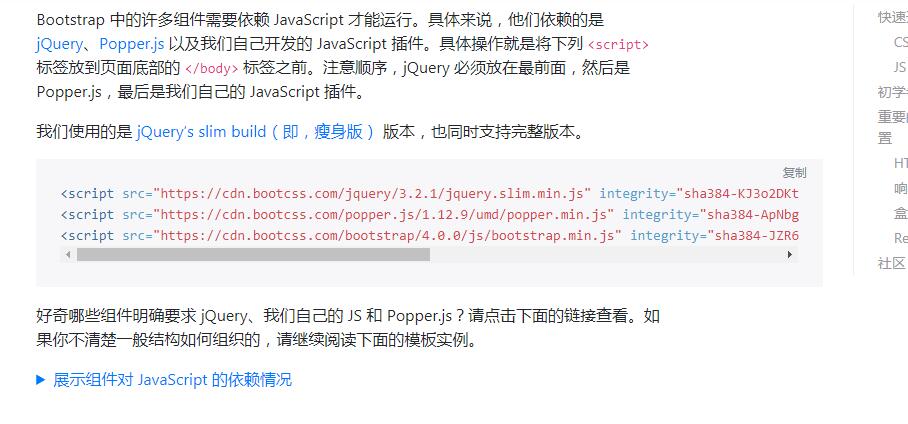 Bootstrap 中的许多组件需要依赖 JavaScript 才能运行。具体来说，他们依赖的是
jQuery、Popper.js 以及我们自己开发的 JavaScript 插件。具体操作就是将下列 <script>
标签放到页面底部的 </body> 标签之前。注意顺序，jQuery 必须放在最前面，然后是
Popper.js，最后是我们自己的 JavaScript 插件。
我们使用的是 jQuery's slim build（即，瘦身版） 版本，也同时支持完整版本。
复制
<script src="https://cdn.bootcss.com/jquery/3.2.1/jquery.slim.min.js" integrity="sha384-KJ3o2DKt
<script src="https://cdn.bootcss.com/popper.js/1.12.9/umd/popper.min.js" integrity="sha384-ApNbg
<script src="https://cdn.bootcss.com/bootstrap/4.0.0/js/bootstrap.min.js" integrity="sha384-JZR6
好奇哪些组件明确要求 jQuery、我们自己的 JS 和 Popper.js？请点击下面的链接查看。如
果你不清楚一般结构如何组织的，请继续阅读下面的模板实例。
展示组件对 JavaScript 的依赖情况
快速
CS
JS
初学
重要
置
HT
响
盒
Re
社区